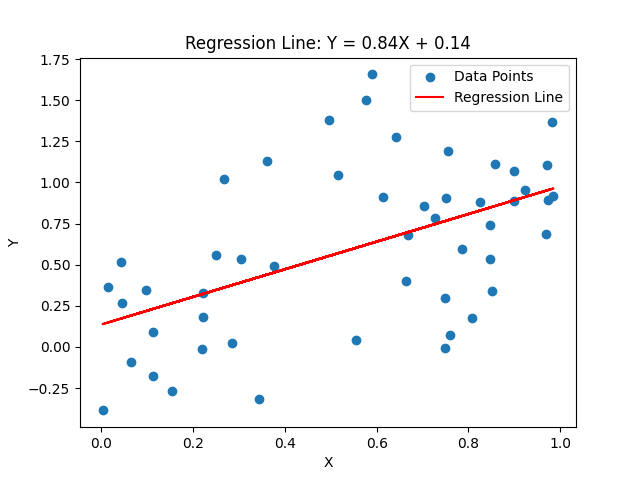 Regression Line: Y = 0.84X + 0.14
Data Points
Regression Line
1.75
1.50
1.25
1.00
0.75
0.50
0.25
0.00
−0.25
Y
0.0 0.2 0.4 0.6 0.8 1.0
X